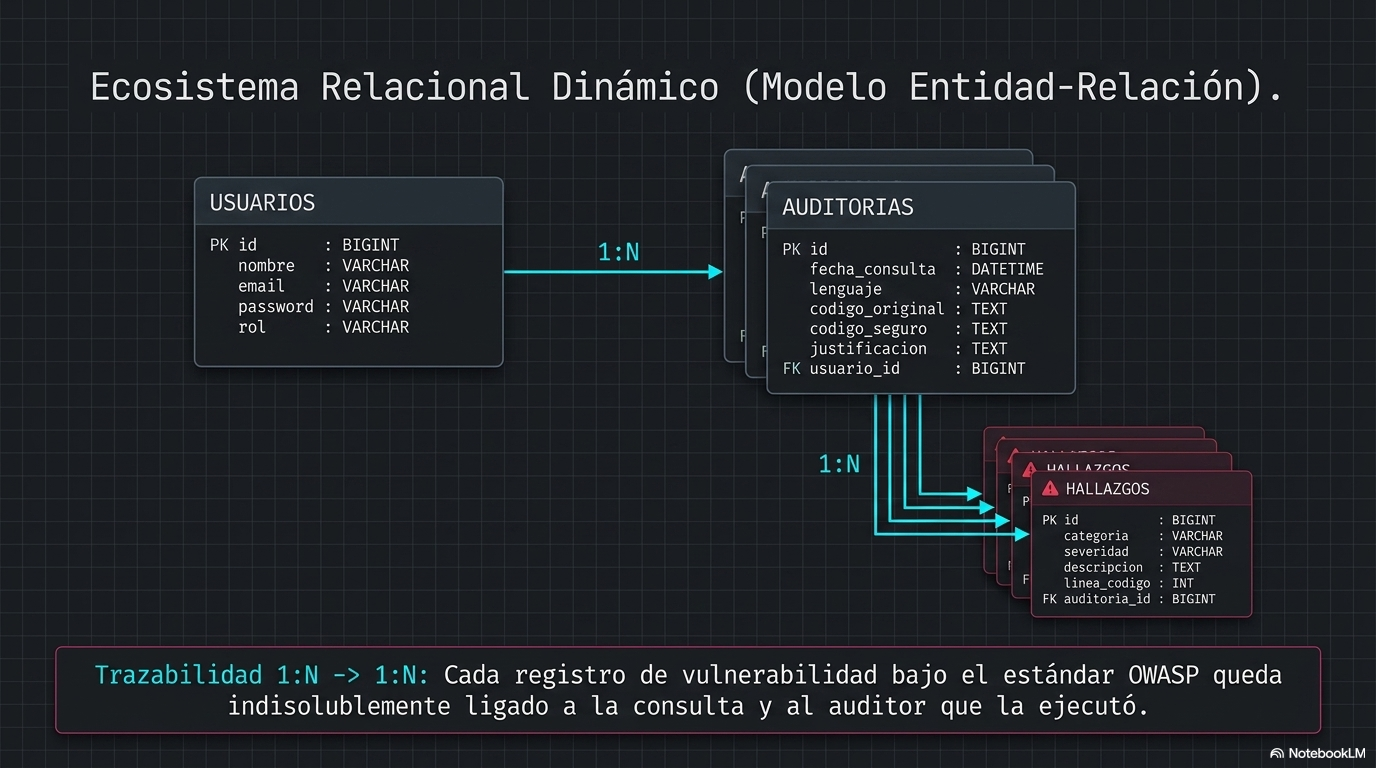 Ecosistema Relacional Dinámico (Modelo Entidad-Relación).
USUARIOS
PK id : BIGINT
nombre : VARCHAR
email : VARCHAR
password : VARCHAR
rol : VARCHAR
1:N
AUDITORIAS
PK id : BIGINT
fecha_consulta : DATETIME
lenguaje : VARCHAR
codigo_original : TEXT
codigo_seguro : TEXT
justificacion : TEXT
FK usuario_id : BIGINT
1:N
HALLAZGOS
HALLAZGOS
PK id : BIGINT
categoria : VARCHAR
severidad : VARCHAR
descripcion : TEXT
linea_codigo : INT
FK auditoria_id : BIGINT
Trazabilidad 1:N -> 1:N: Cada registro de vulnerabilidad bajo el estándar OWASP queda
indisolublemente ligado a la consulta y al auditor que la ejecutó.
NotebookLM